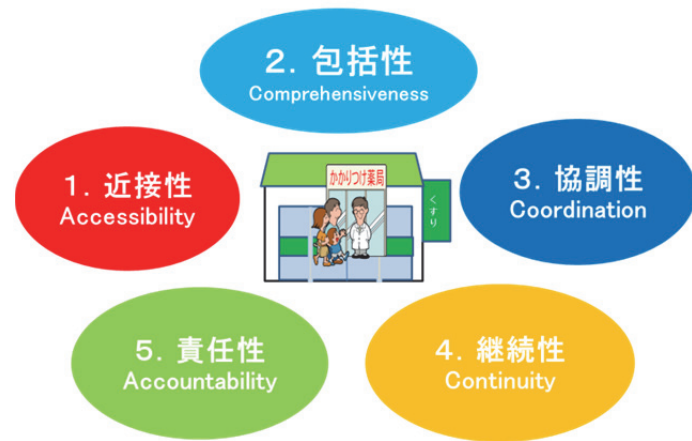 2. 包括性
Comprehensiveness
1. 近接性
Accessibility
かかりつけ薬局
くすり
3. 協調性
Coordination
5. 責任性
Accountability
4. 継続性
Continuity